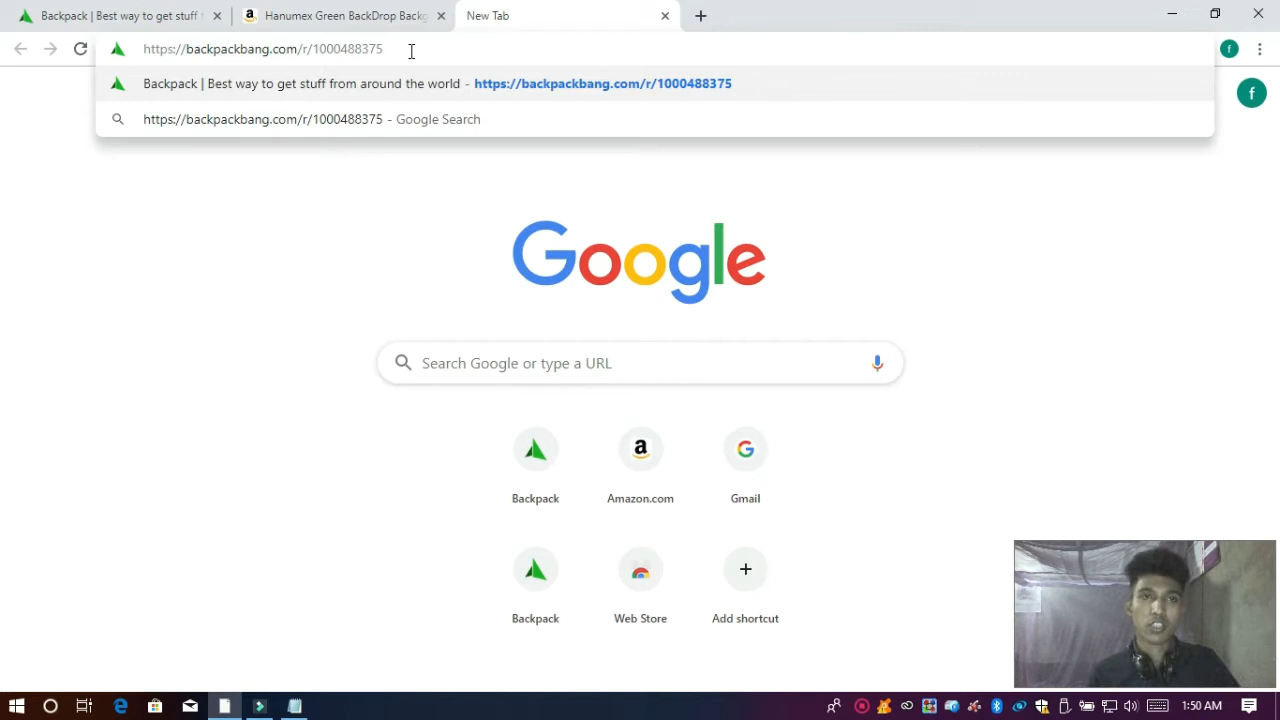 Backpack | Best way to get stuff f
Hanumex Green BackDrop Backg
New Tab
https://backpackbang.com/r/1000488375
f
Backpack | Best way to get stuff from around the world - https://backpackbang.com/r/1000488375
https://backpackbang.com/r/1000488375 - Google Search
f
Google
Search Google or type a URL
Backpack
Amazon.com
Gmail
Backpack
Web Store
Add shortcut
1:50 AM